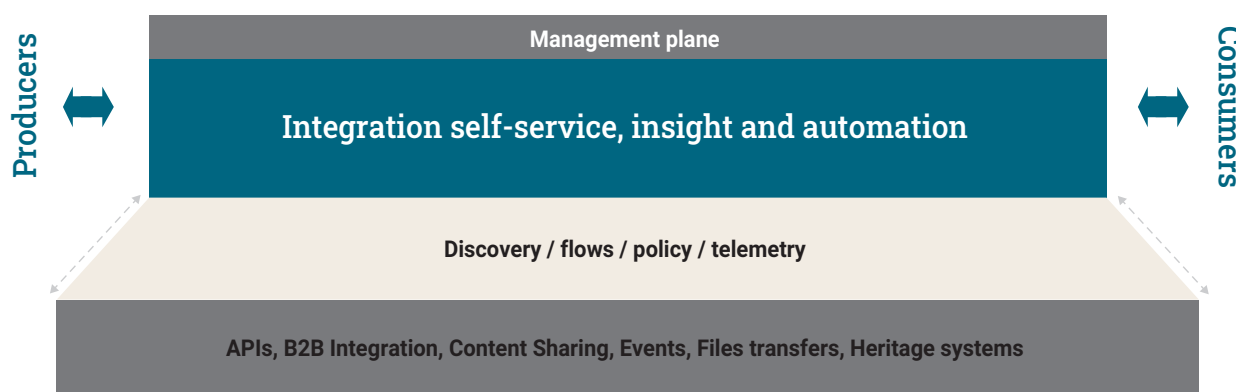 Management plane
Producers
Integration self-service, insight and automation
Consumers
Discovery / flows / policy / telemetry
APIs, B2B Integration, Content Sharing, Events, Files transfers, Heritage systems